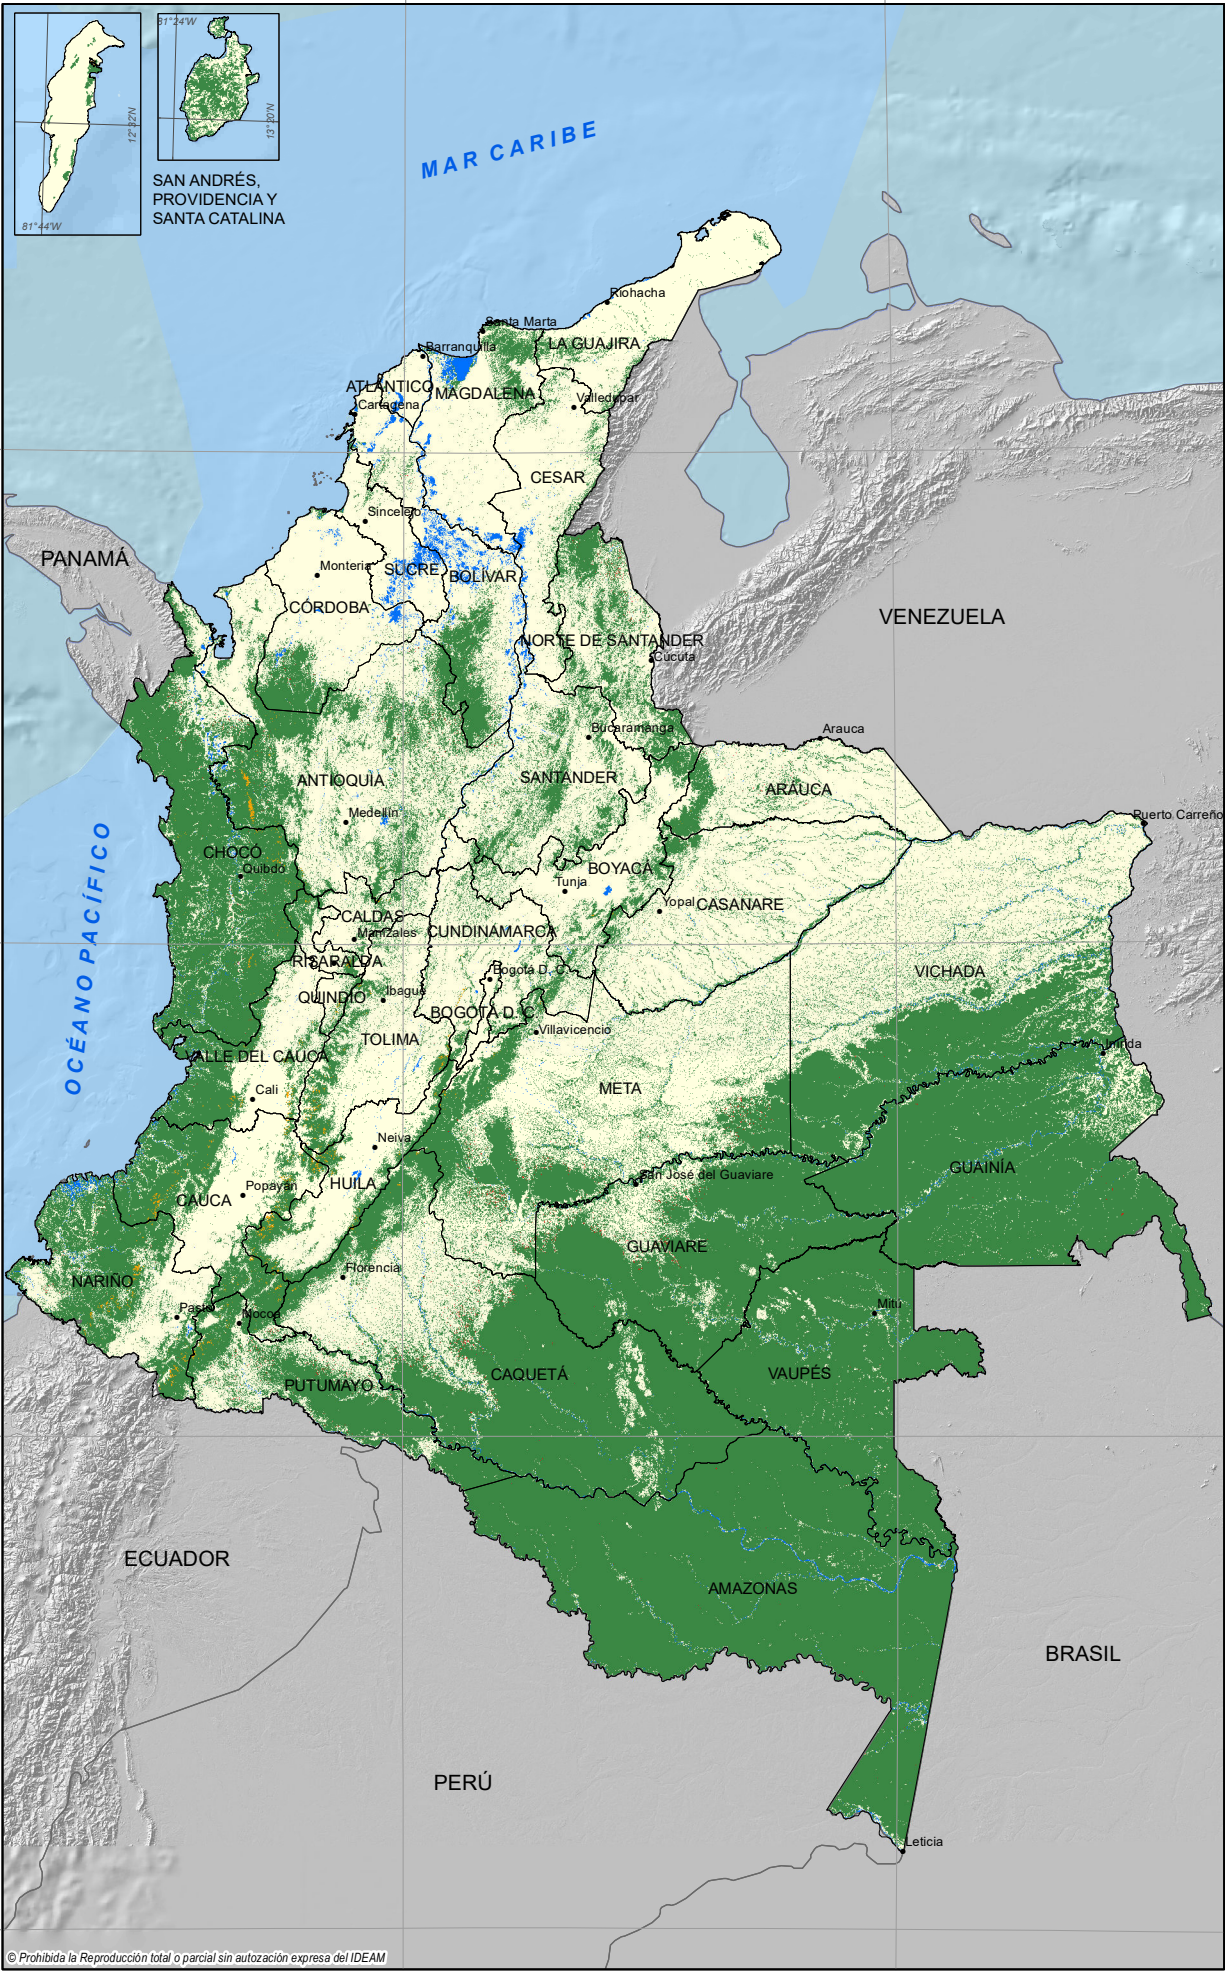 81°24'W
12°32'N
13°20'N
81°44'W
SAN ANDRÉS,
PROVIDENCIA Y
SANTA CATALINA
MAR CARIBE
Riohacha
Santa Marta
LA GUAJIRA
Barranquilla
ATLÁNTICO
MAGDALENA
Cartagena
Valledupar
CESAR
Sincelejo
PANAMÁ
Montería
SUCRE
BOLÍVAR
CÓRDOBA
VENEZUELA
NORTE DE SANTANDER
Cúcuta
Bucaramanga
Arauca
ANTIOQUIA
SANTANDER
ARAUCA
Medellín
Puerto Carreño
OCÉANO PACÍFICO
CHOCÓ
Quibdó
BOYACÁ
Tunja
Yopal
CASANARE
CALDAS
Manizales
CUNDINAMARCA
RISARALDA
Bogotá D. C.
VICHADA
QUINDÍO
Ibagué
BOGOTÁ D. C.
Villavicencio
TOLIMA
VALLE DEL CAUCA
Inírida
Cali
META
Neiva
GUAINÍA
San José del Guaviare
HUILA
CAUCA
Popayán
GUAVIARE
Florencia
NARIÑO
Pasto
Mocoa
Mitú
CAQUETÁ
VAUPÉS
PUTUMAYO
ECUADOR
AMAZONAS
BRASIL
PERÚ
Leticia
© Prohibida la Reproducción total o parcial sin autozación expresa del IDEAM